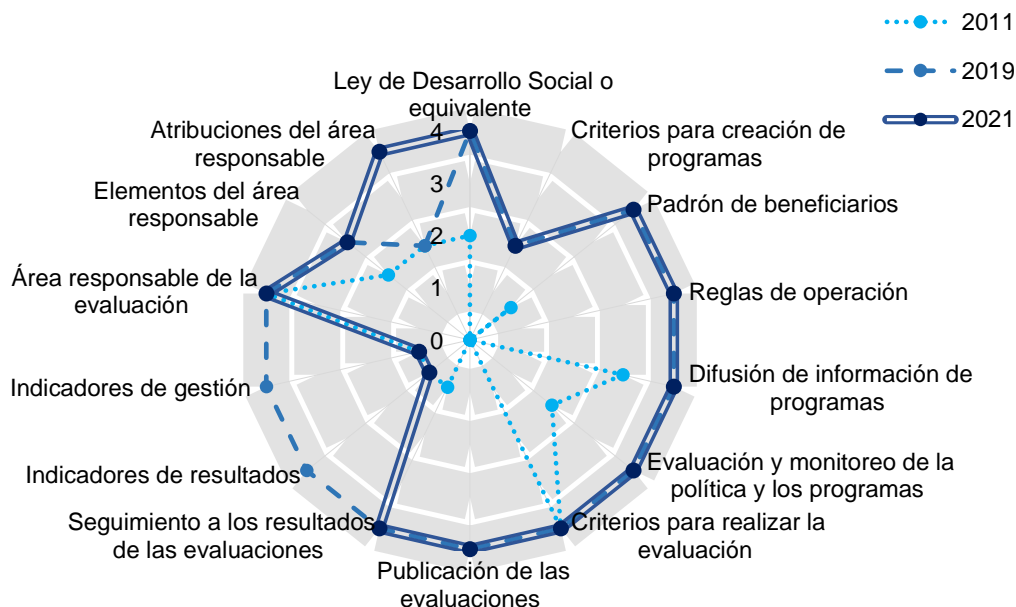 2011
2019
2021
Ley de Desarrollo Social o
equivalente
Criterios para creación de
programas
Padrón de beneficiarios
Reglas de operación
Difusión de información de
programas
Evaluación y monitoreo de la
política y los programas
Criterios para realizar la
evaluación
Publicación de las
evaluaciones
Seguimiento a los resultados
de las evaluaciones
Indicadores de resultados
Indicadores de gestión
Área responsable de la
evaluación
Elementos del área
responsable
Atribuciones del área
responsable
4
3
2
1
0